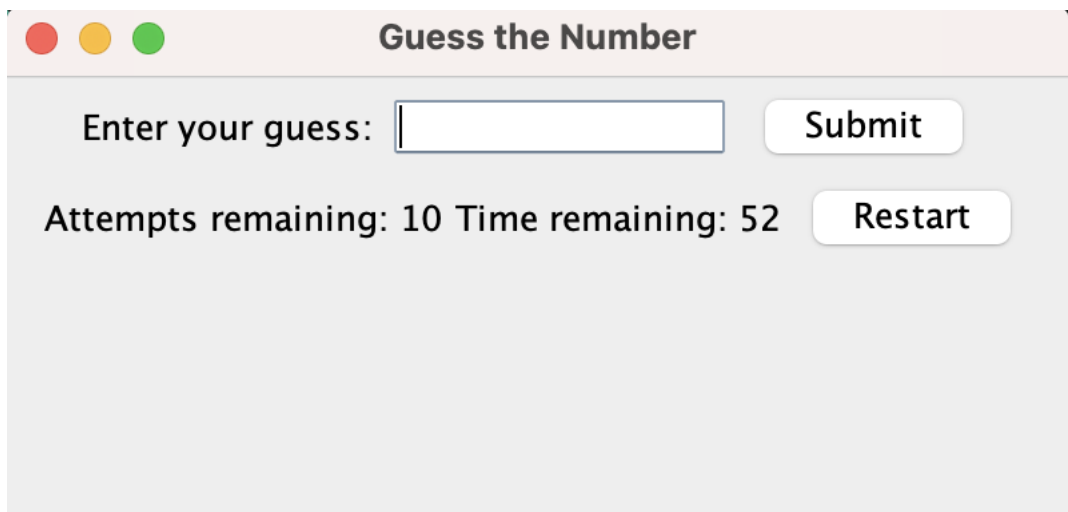 Guess the Number
Enter your guess: Submit
Attempts remaining: 10 Time remaining: 52 Restart